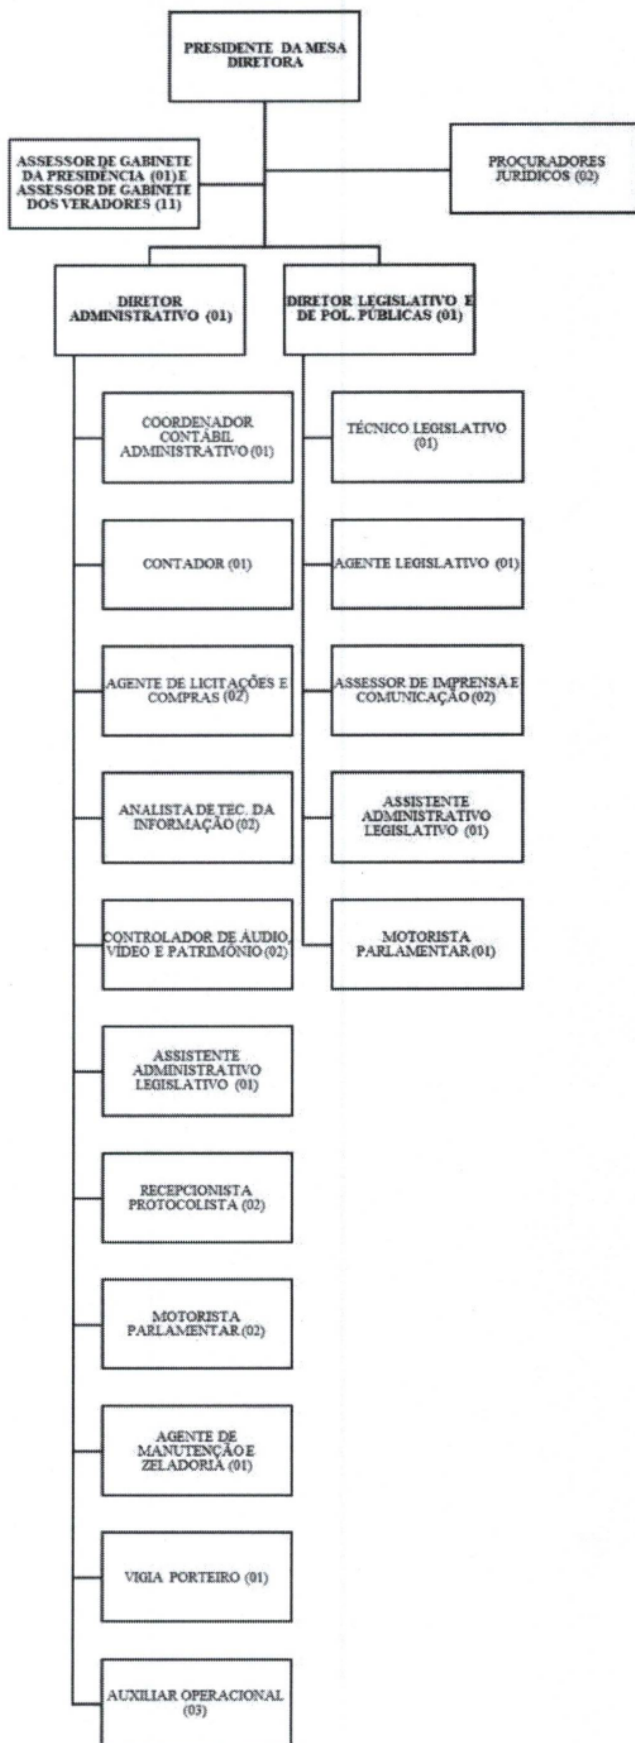 PRESIDENTE DA MESA
DIRETORA
ASSESSOR DE GABINETE
DA PRESIDÊNCIA (01) E
ASSESSOR DE GABINETE
DOS VERADORES (11)
PROCURADORES
JURÍDICOS (02)
DIRETOR
ADMINISTRATIVO (01)
DIRETOR LEGISLATIVO E
DE POL. PÚBLICAS (01)
COORDENADOR
CONTÁBIL
ADMINISTRATIVO (01)
TÉCNICO LEGISLATIVO
(01)
CONTADOR (01)
AGENTE LEGISLATIVO (01)
AGENTE DE LICITAÇÕES E
COMPRAS (02)
ASSESSOR DE IMPRENSA E
COMUNICAÇÃO (02)
ANALISTA DE TEC. DA
INFORMAÇÃO (02)
ASSISTENTE
ADMINISTRATIVO
LEGISLATIVO (01)
CONTROLADOR DE ÁUDIO,
VÍDEO E PATRIMÔNIO (02)
MOTORISTA
PARLAMENTAR (01)
ASSISTENTE
ADMINISTRATIVO
LEGISLATIVO (01)
RECEPCIONISTA
PROTOCOLISTA (02)
MOTORISTA
PARLAMENTAR (02)
AGENTE DE
MANUTENÇÃO E
ZELADORIA (01)
VIGIA PORTEIRO (01)
AUXILIAR OPERACIONAL
(03)